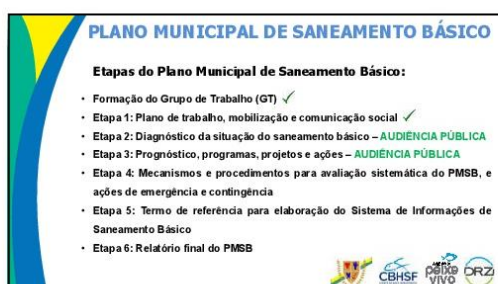 PLANO MUNICIPAL DE SANEAMENTO BÁSICO
Etapas do Plano Municipal de Saneamento Básico:
• Formação do Grupo de Trabalho (GT) ✓
• Etapa 1: Plano de trabalho, mobilização e comunicação social ✓
• Etapa 2: Diagnóstico da situação do saneamento básico – AUDIÊNCIA PÚBLICA
• Etapa 3: Prognóstico, programas, projetos e ações – AUDIÊNCIA PÚBLICA
• Etapa 4: Mecanismos e procedimentos para avaliação sistemática do PMSB, e
ações de emergência e contingência
• Etapa 5: Termo de referência para elaboração do Sistema de Informações de
Saneamento Básico
• Etapa 6: Relatório final do PMSB
CBHSF
peixe
vivo
DRZ